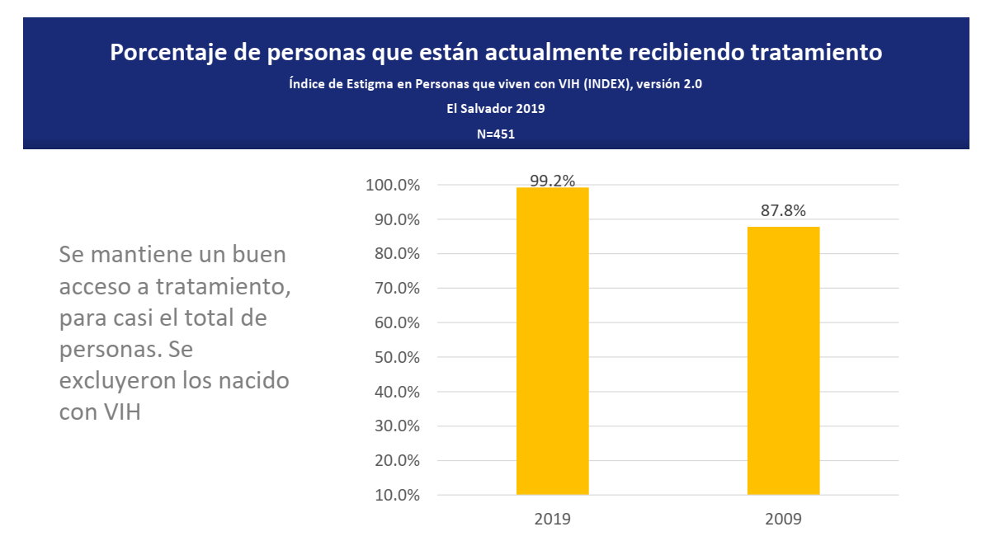 Porcentaje de personas que están actualmente recibiendo tratamiento
Índice de Estigma en Personas que viven con VIH (INDEX), versión 2.0
El Salvador 2019
N=451
Se mantiene un buen
acceso a tratamiento,
para casi el total de
personas. Se
excluyeron los nacido
con VIH
100.0%
90.0%
80.0%
70.0%
60.0%
50.0%
40.0%
30.0%
20.0%
10.0%
99.2%
87.8%
2019
2009